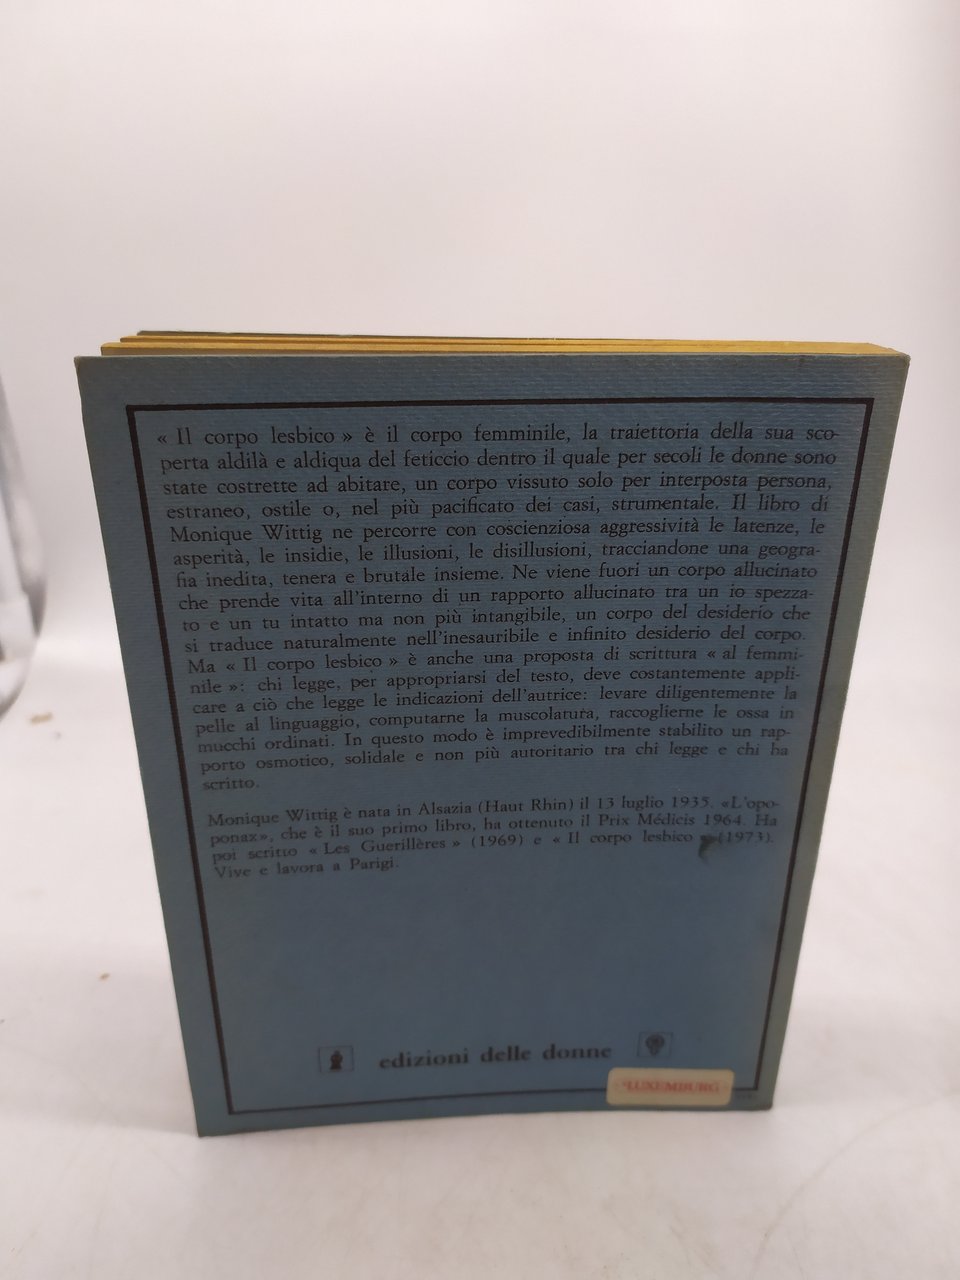 « Il corpo lesbico » è il corpo femminile, la traiettoria della sua sco-
perta aldilà e aldiqua del feticcio dentro il quale per secoli le donne sono
state costrette ad abitare, un corpo vissuto solo per interposta persona,
estraneo, ostile o, nel più pacificato dei casi, strumentale. Il libro di
Monique Wittig ne percorre con coscienziosa aggressività le latenze, le
asperità, le insidie, le illusioni, le disillusioni, tracciandone una geogra-
fia inedita, tenera e brutale insieme. Ne viene fuori un corpo allucinato
che prende vita all'interno di un rapporto allucinato tra un io spezza-
to e un tu intatto ma non più intangibile, un corpo del desiderio che
si traduce naturalmente nell'inesauribile e infinito desiderio del corpo.
Ma « Il corpo lesbico » è anche una proposta di scrittura « al femmi-
nile »: chi legge, per appropriarsi del testo, deve costantemente appli-
care a ciò che legge le indicazioni dell'autrice: levare diligentemente la
pelle al linguaggio, computarne la muscolatura, raccoglierne le ossa in
mucchi ordinati. In questo modo è imprevedibilmente stabilito un rap-
porto osmotico, solidale e non più autoritario tra chi legge e chi ha
scritto.
Monique Wittig è nata in Alsazia (Haut Rhin) il 13 luglio 1935. «L'opo-
ponax», che è il suo primo libro, ha ottenuto il Prix Médicis 1964. Ha
poi scritto « Les Guerillères » (1969) e « Il corpo lesbico » (1973).
Vive e lavora a Parigi.
edizioni delle donne
LUXEMBURG